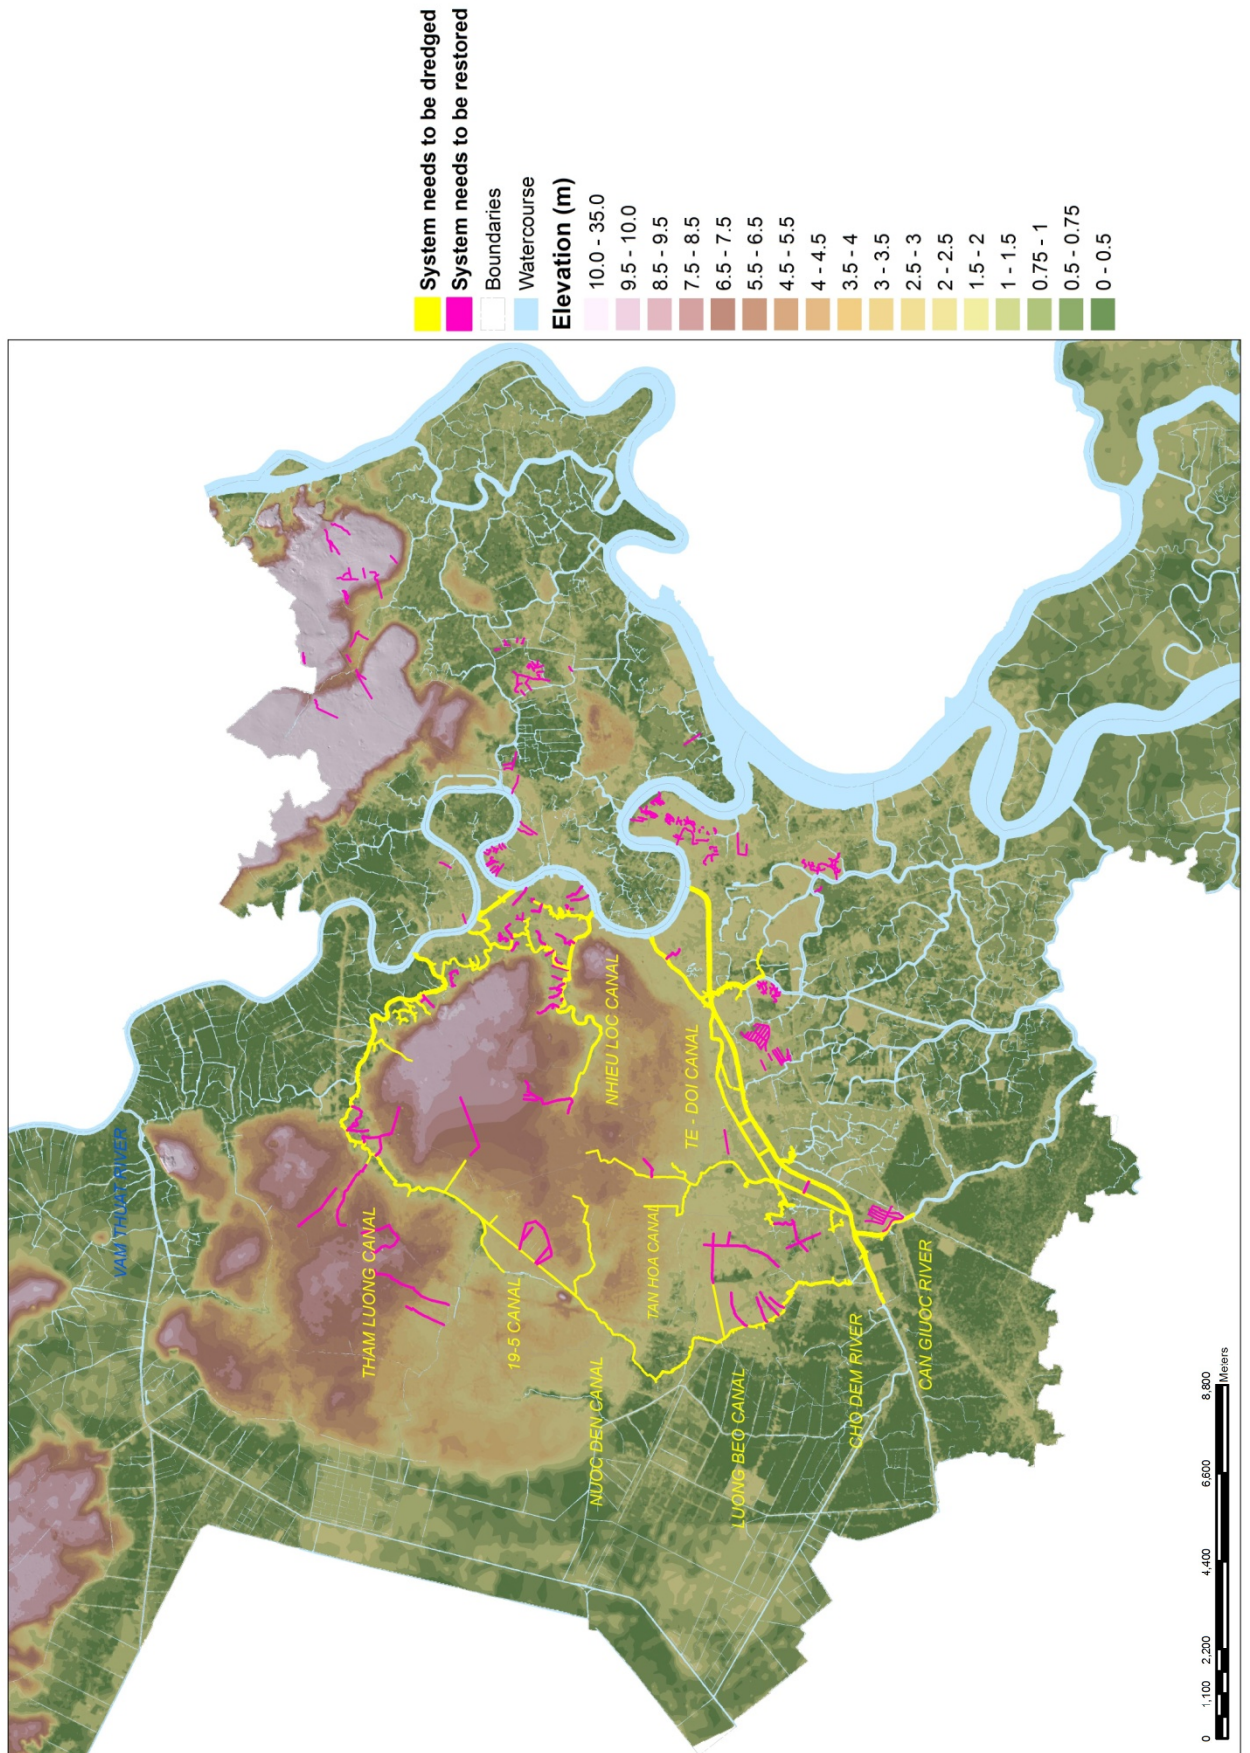 VAM THUAT RIVER
THAM LUONG CANAL
19-5 CANAL
NUOC DEN CANAL
NHIEU LOC CANAL
TAN HOA CANAL
TE - DOI CANAL
LUONG BEO CANAL
CHO DEM RIVER
CAN GIUOC RIVER
0 1,100 2,200 4,400 6,600 8,800
Meters
System needs to be dredged
System needs to be restored
Boundaries
Watercourse
Elevation (m)
10.0 - 35.0
9.5 - 10.0
8.5 - 9.5
7.5 - 8.5
6.5 - 7.5
5.5 - 6.5
4.5 - 5.5
4 - 4.5
3.5 - 4
3 - 3.5
2.5 - 3
2 - 2.5
1.5 - 2
1 - 1.5
0.75 - 1
0.5 - 0.75
0 - 0.5